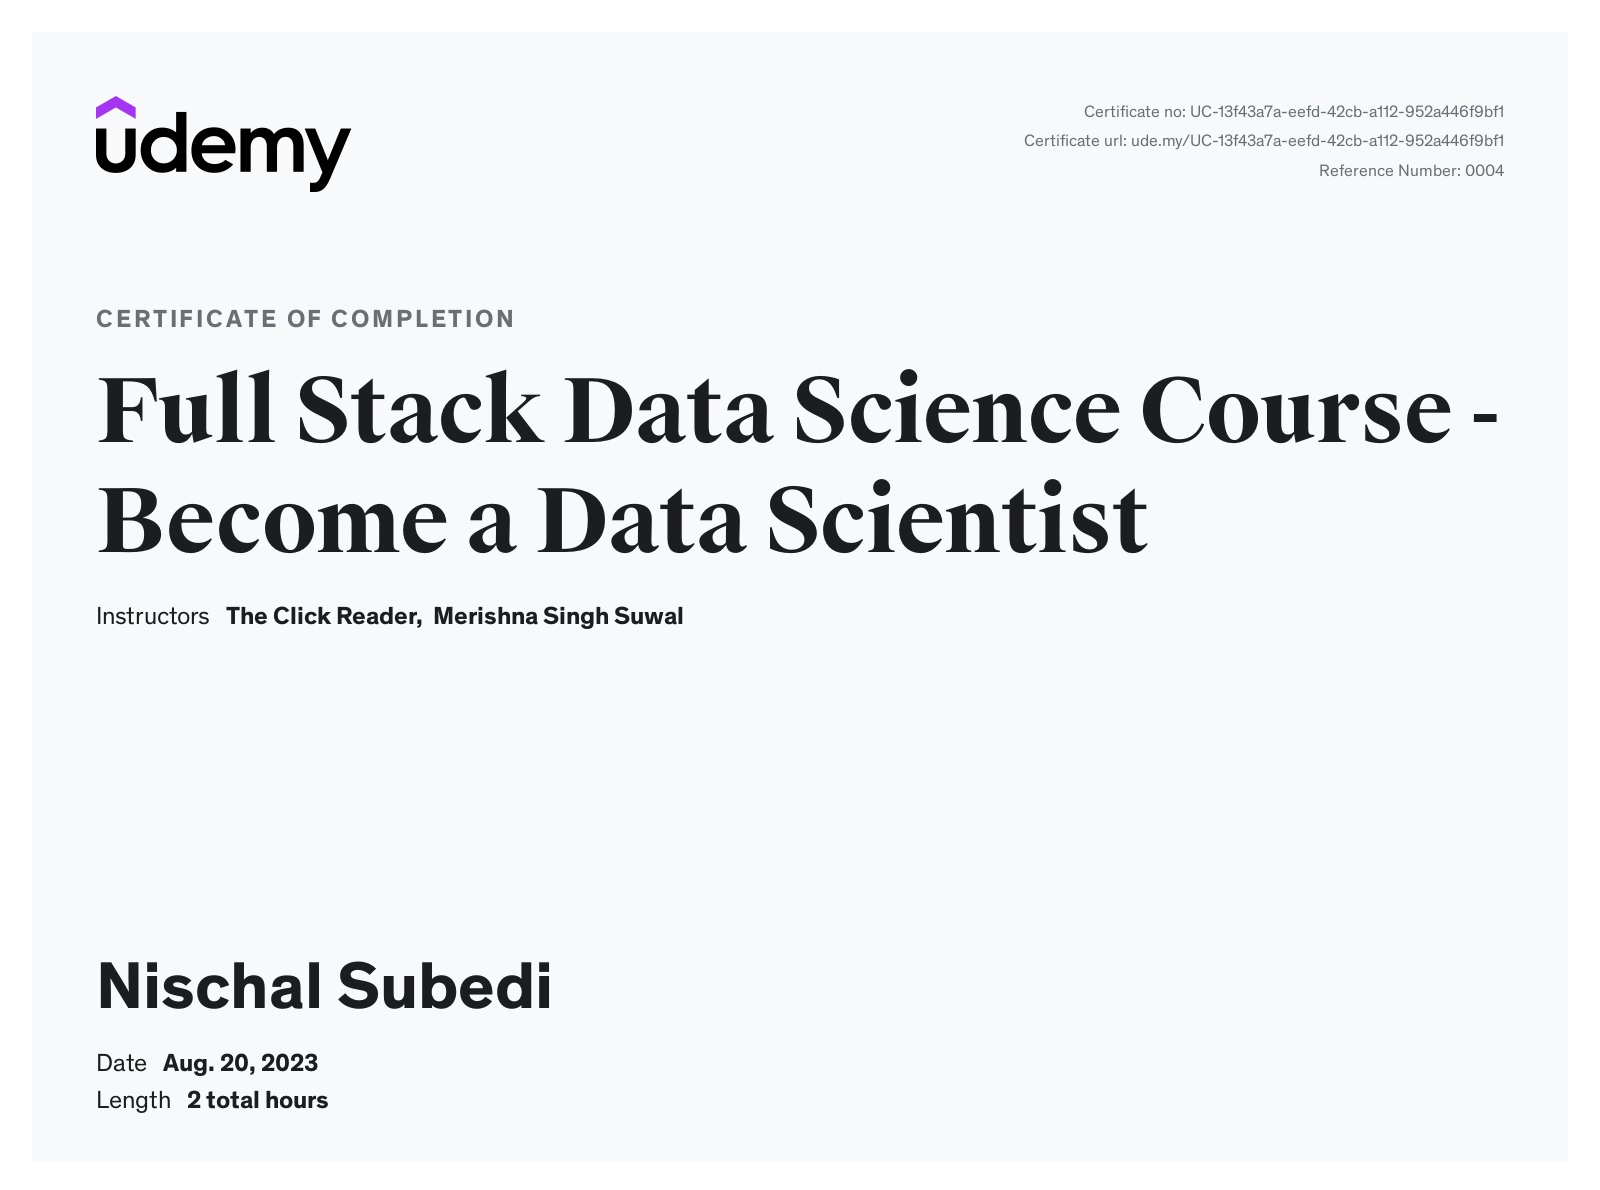 udemy
Certificate no: UC-13f43a7a-eefd-42cb-a112-952a446f9bf1
Certificate url: ude.my/UC-13f43a7a-eefd-42cb-a112-952a446f9bf1
Reference Number: 0004
CERTIFICATE OF COMPLETION
Full Stack Data Science Course -
Become a Data Scientist
Instructors The Click Reader, Merishna Singh Suwal
Nischal Subedi
Date Aug. 20, 2023
Length 2 total hours